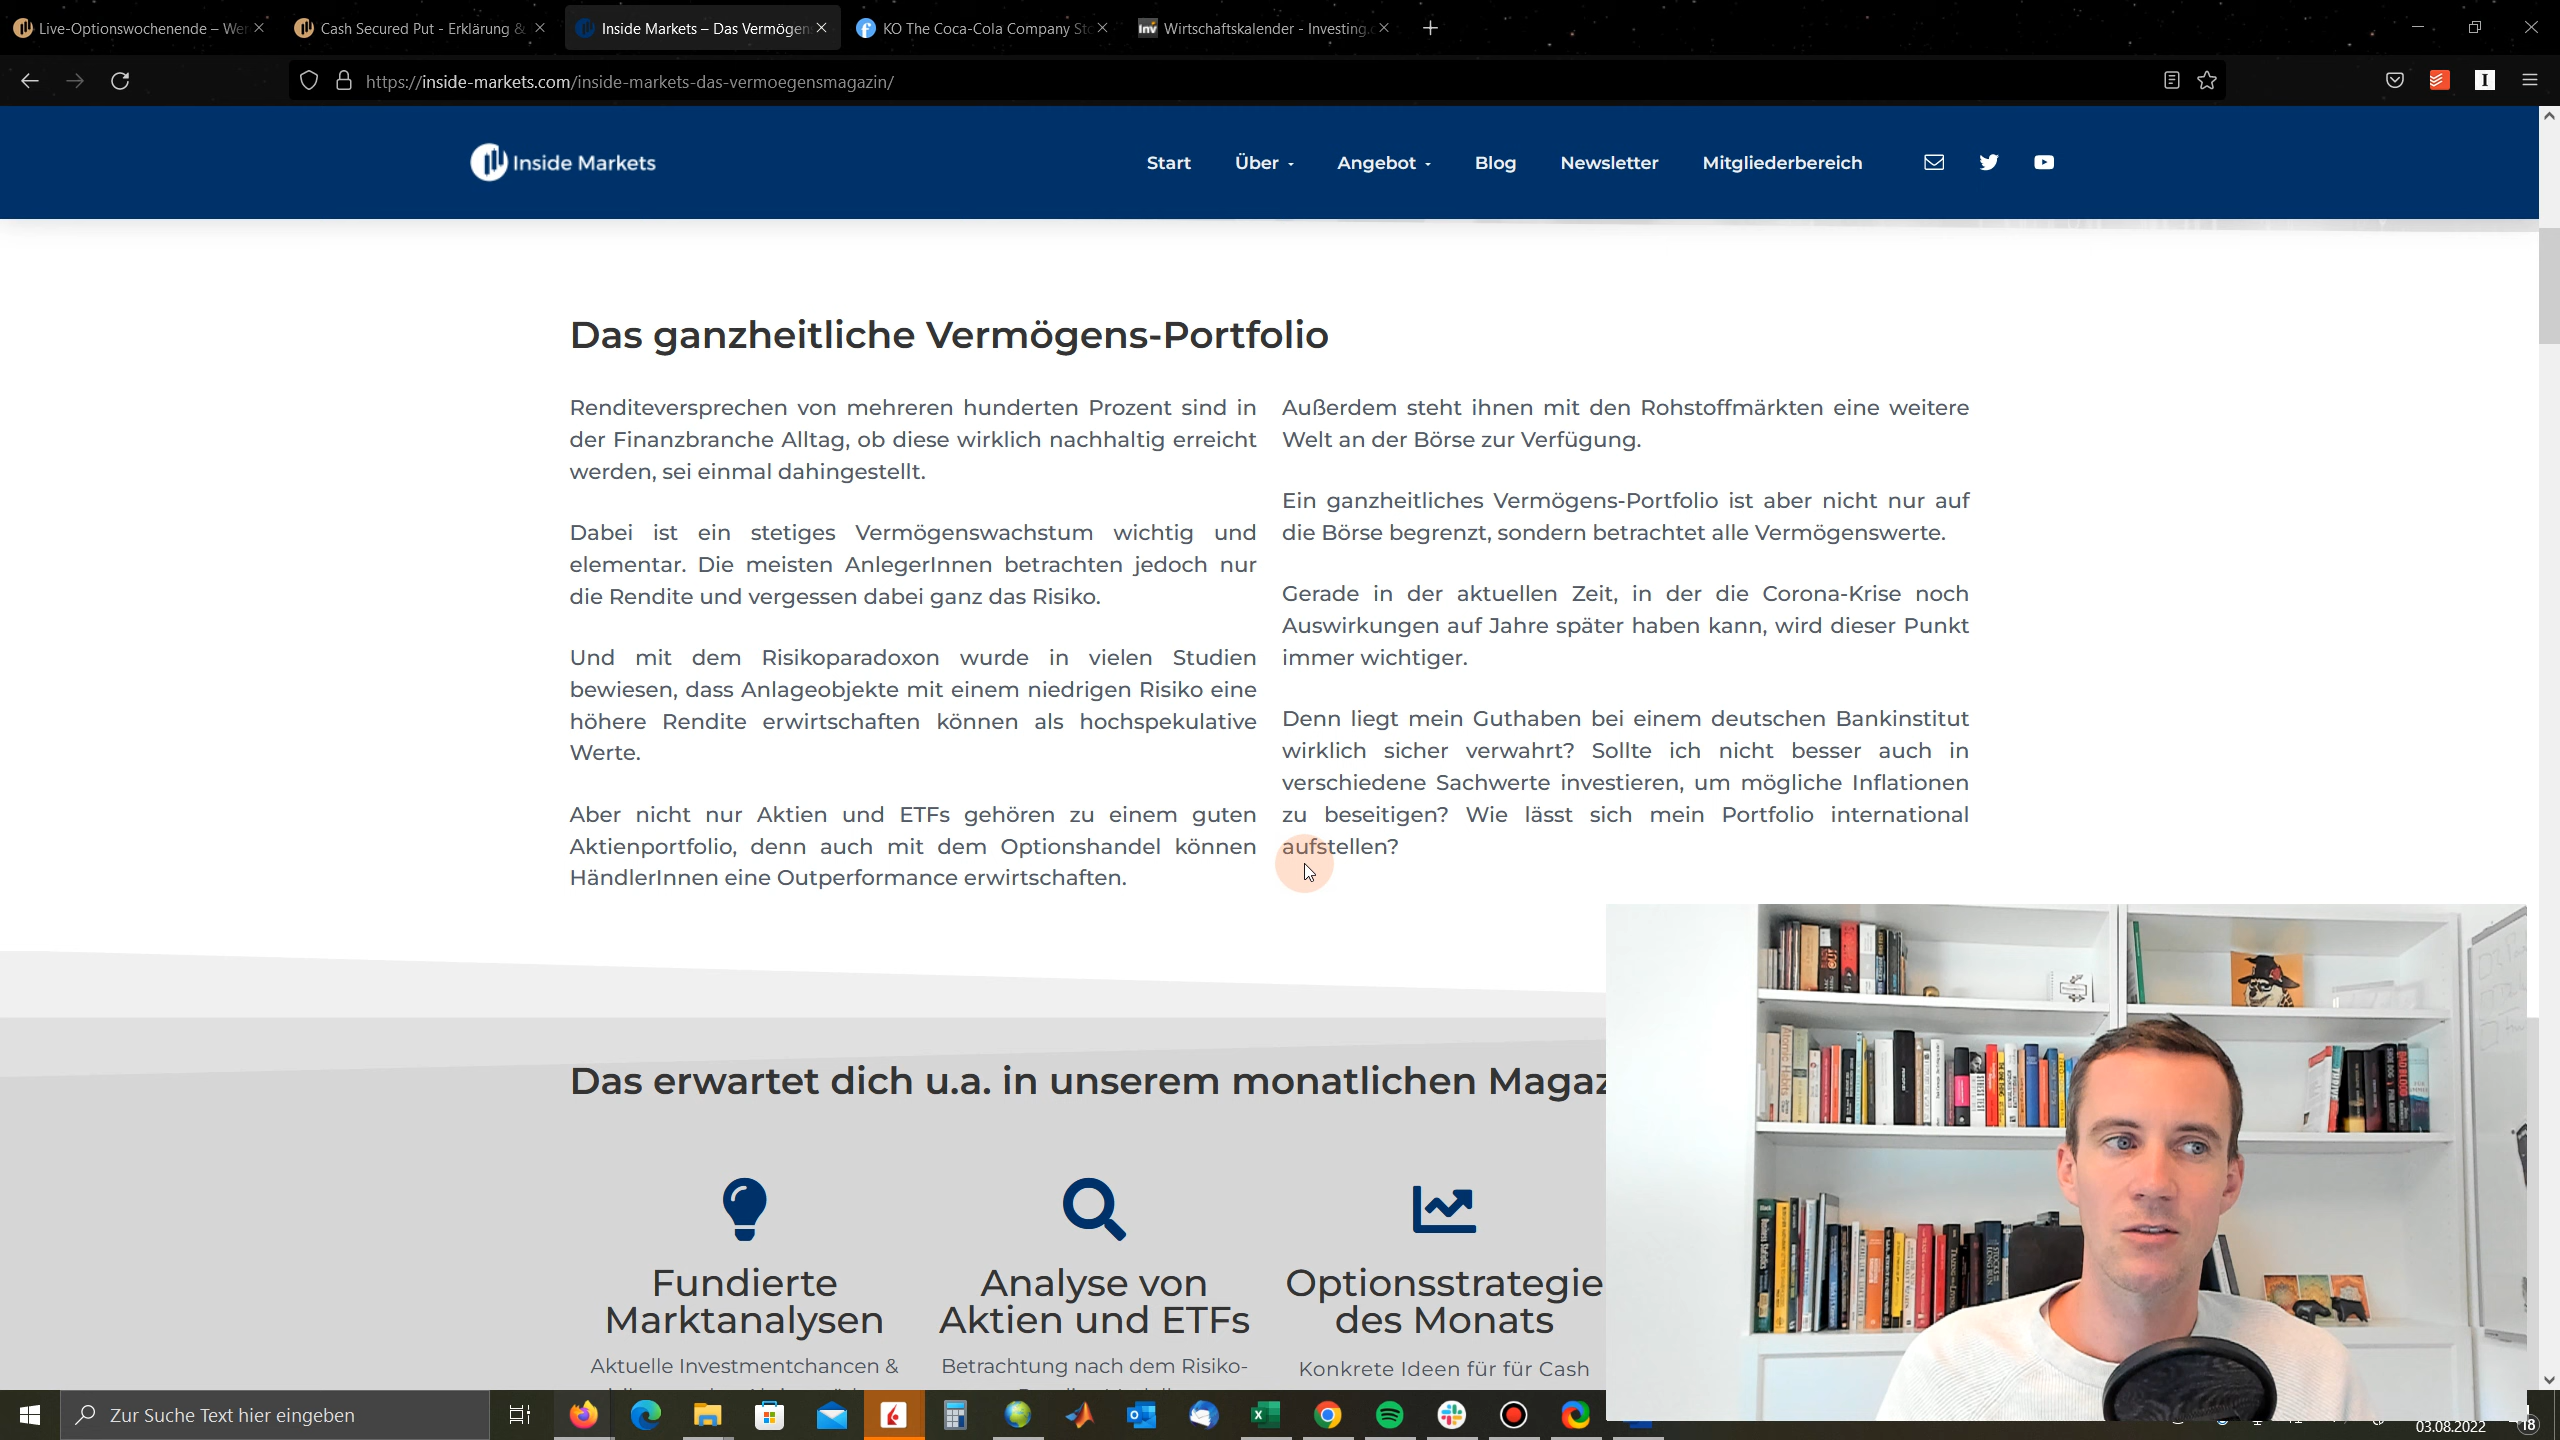 Live-Optionswochenende – Wer
Cash Secured Put - Erklärung &
Inside Markets – Das Vermögen
KO The Coca-Cola Company Sto
Wirtschaftskalender - Investing.c
https://inside-markets.com/inside-markets-das-vermoegensmagazin/
Inside Markets
Start Über Angebot Blog Newsletter Mitgliederbereich
Das ganzheitliche Vermögens-Portfolio
Renditeversprechen von mehreren hunderten Prozent sind in
der Finanzbranche Alltag, ob diese wirklich nachhaltig erreicht
werden, sei einmal dahingestellt.
Dabei ist ein stetiges Vermögenswachstum wichtig und
elementar. Die meisten AnlegerInnen betrachten jedoch nur
die Rendite und vergessen dabei ganz das Risiko.
Und mit dem Risikoparadoxon wurde in vielen Studien
bewiesen, dass Anlageobjekte mit einem niedrigen Risiko eine
höhere Rendite erwirtschaften können als hochspekulative
Werte.
Aber nicht nur Aktien und ETFs gehören zu einem guten
Aktienportfolio, denn auch mit dem Optionshandel können
HändlerInnen eine Outperformance erwirtschaften.
Außerdem steht ihnen mit den Rohstoffmärkten eine weitere
Welt an der Börse zur Verfügung.
Ein ganzheitliches Vermögens-Portfolio ist aber nicht nur auf
die Börse begrenzt, sondern betrachtet alle Vermögenswerte.
Gerade in der aktuellen Zeit, in der die Corona-Krise noch
Auswirkungen auf Jahre später haben kann, wird dieser Punkt
immer wichtiger.
Denn liegt mein Guthaben bei einem deutschen Bankinstitut
wirklich sicher verwahrt? Sollte ich nicht besser auch in
verschiedene Sachwerte investieren, um mögliche Inflationen
zu beseitigen? Wie lässt sich mein Portfolio international
aufstellen?
Das erwartet dich u.a. in unserem monatlichen Magaz
Fundierte
Marktanalysen
Aktuelle Investmentchancen &
Analyse von
Aktien und ETFs
Betrachtung nach dem Risiko-
Optionsstrategie
des Monats
Konkrete Ideen für für Cash
Zur Suche Text hier eingeben
03.08.2022
18